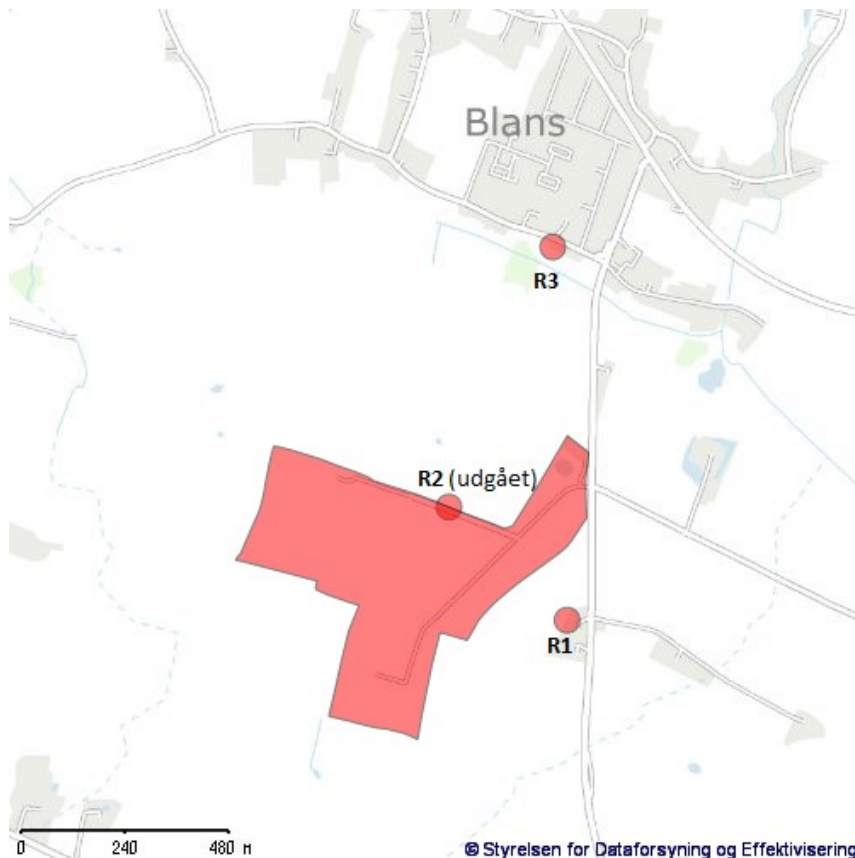 Blans
R3
R2 (udgået)
R1
0 240 480 M
© Styrelsen for Dataforsyning og Effektivisering